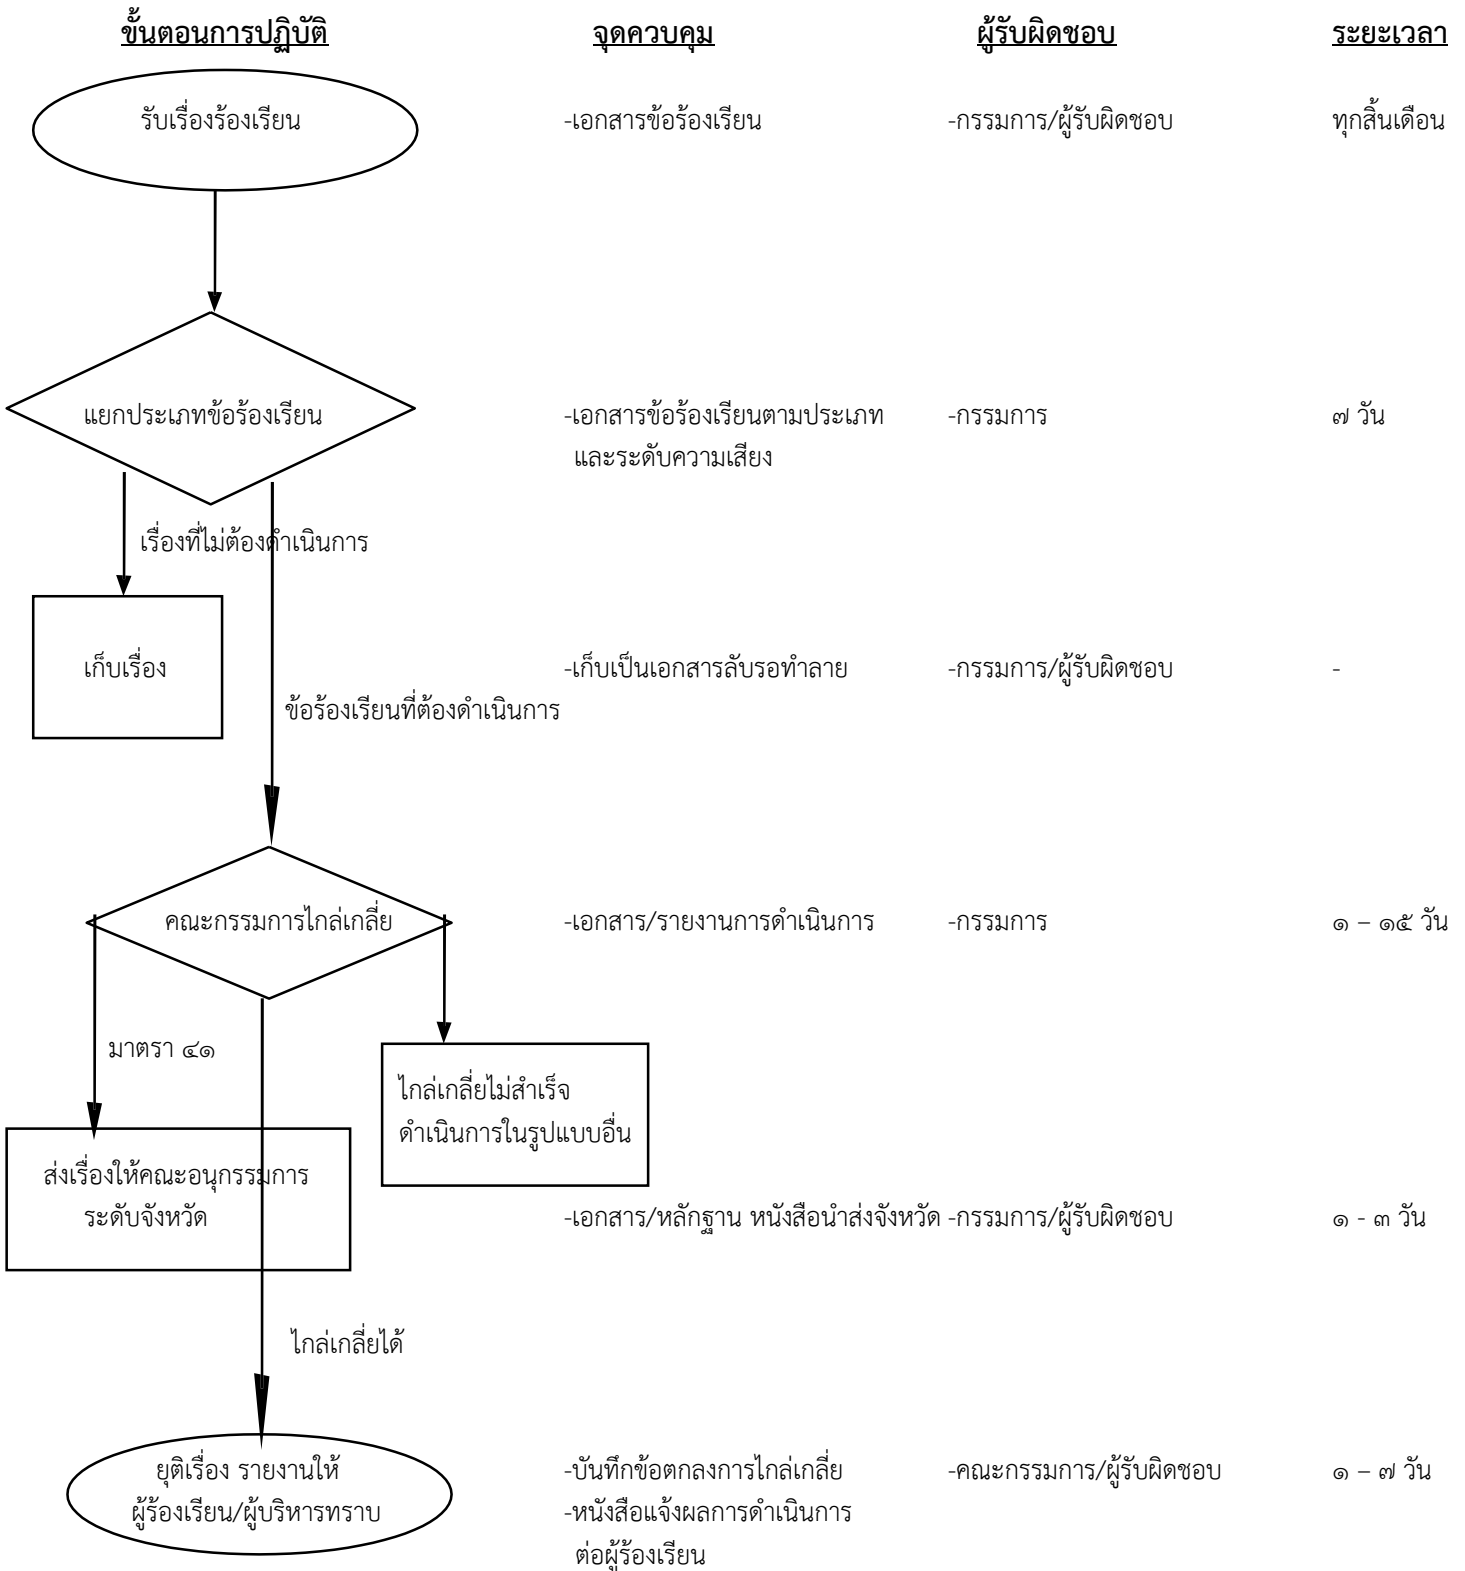 ขั้นตอนการปฏิบัติ จุดควบคุม ผู้รับผิดชอบ ระยะเวลา
รับเรื่องร้องเรียน -เอกสารข้อร้องเรียน -กรรมการ/ผู้รับผิดชอบ ทุกสิ้นเดือน
แยกประเภทข้อร้องเรียน -เอกสารข้อร้องเรียนตามประเภท -กรรมการ ๗ วัน
และระดับความเสียง
เรื่องที่ไม่ต้องดำเนินการ
เก็บเรื่อง -เก็บเป็นเอกสารลับรอทำลาย -กรรมการ/ผู้รับผิดชอบ -
ข้อร้องเรียนที่ต้องดำเนินการ
คณะกรรมการไกล่เกลี่ย -เอกสาร/รายงานการดำเนินการ -กรรมการ ๑ – ๑๕ วัน
มาตรา ๔๑
ไกล่เกลี่ยไม่สำเร็จ
ดำเนินการในรูปแบบอื่น
ส่งเรื่องให้คณะอนุกรรมการ
ระดับจังหวัด -เอกสาร/หลักฐาน หนังสือนำส่งจังหวัด -กรรมการ/ผู้รับผิดชอบ ๑ - ๓ วัน
ไกล่เกลี่ยได้
ยุติเรื่อง รายงานให้ -บันทึกข้อตกลงการไกล่เกลี่ย -คณะกรรมการ/ผู้รับผิดชอบ ๑ – ๗ วัน
ผู้ร้องเรียน/ผู้บริหารทราบ -หนังสือแจ้งผลการดำเนินการ
ต่อผู้ร้องเรียน